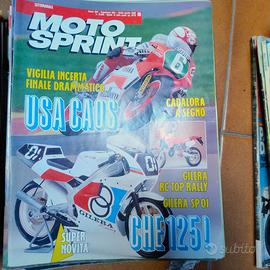 MOTO
SPRINT
VIGILIA INCERTA
FINALE DRAMMATICO
USA CAOS
CADALORA
A SEGNO
GILERA
RC TOP RALLY
GILERA SP 01
CHE 125!
GILERA
SUPER
NOVITÀ
subito